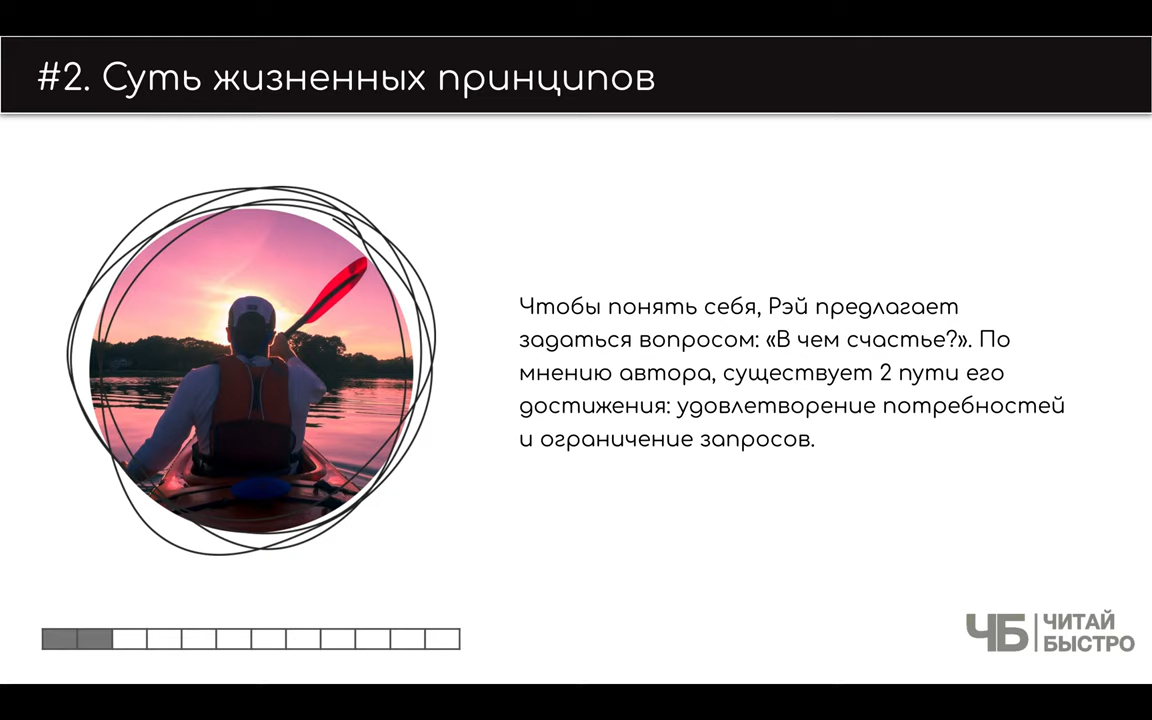 #2. Суть жизненных принципов
Чтобы понять себя, Рэй предлагает
задаться вопросом: «В чем счастье?». По
мнению автора, существует 2 пути его
достижения: удовлетворение потребностей
и ограничение запросов.
ЧБ
ЧИТАЙ
БЫСТРО